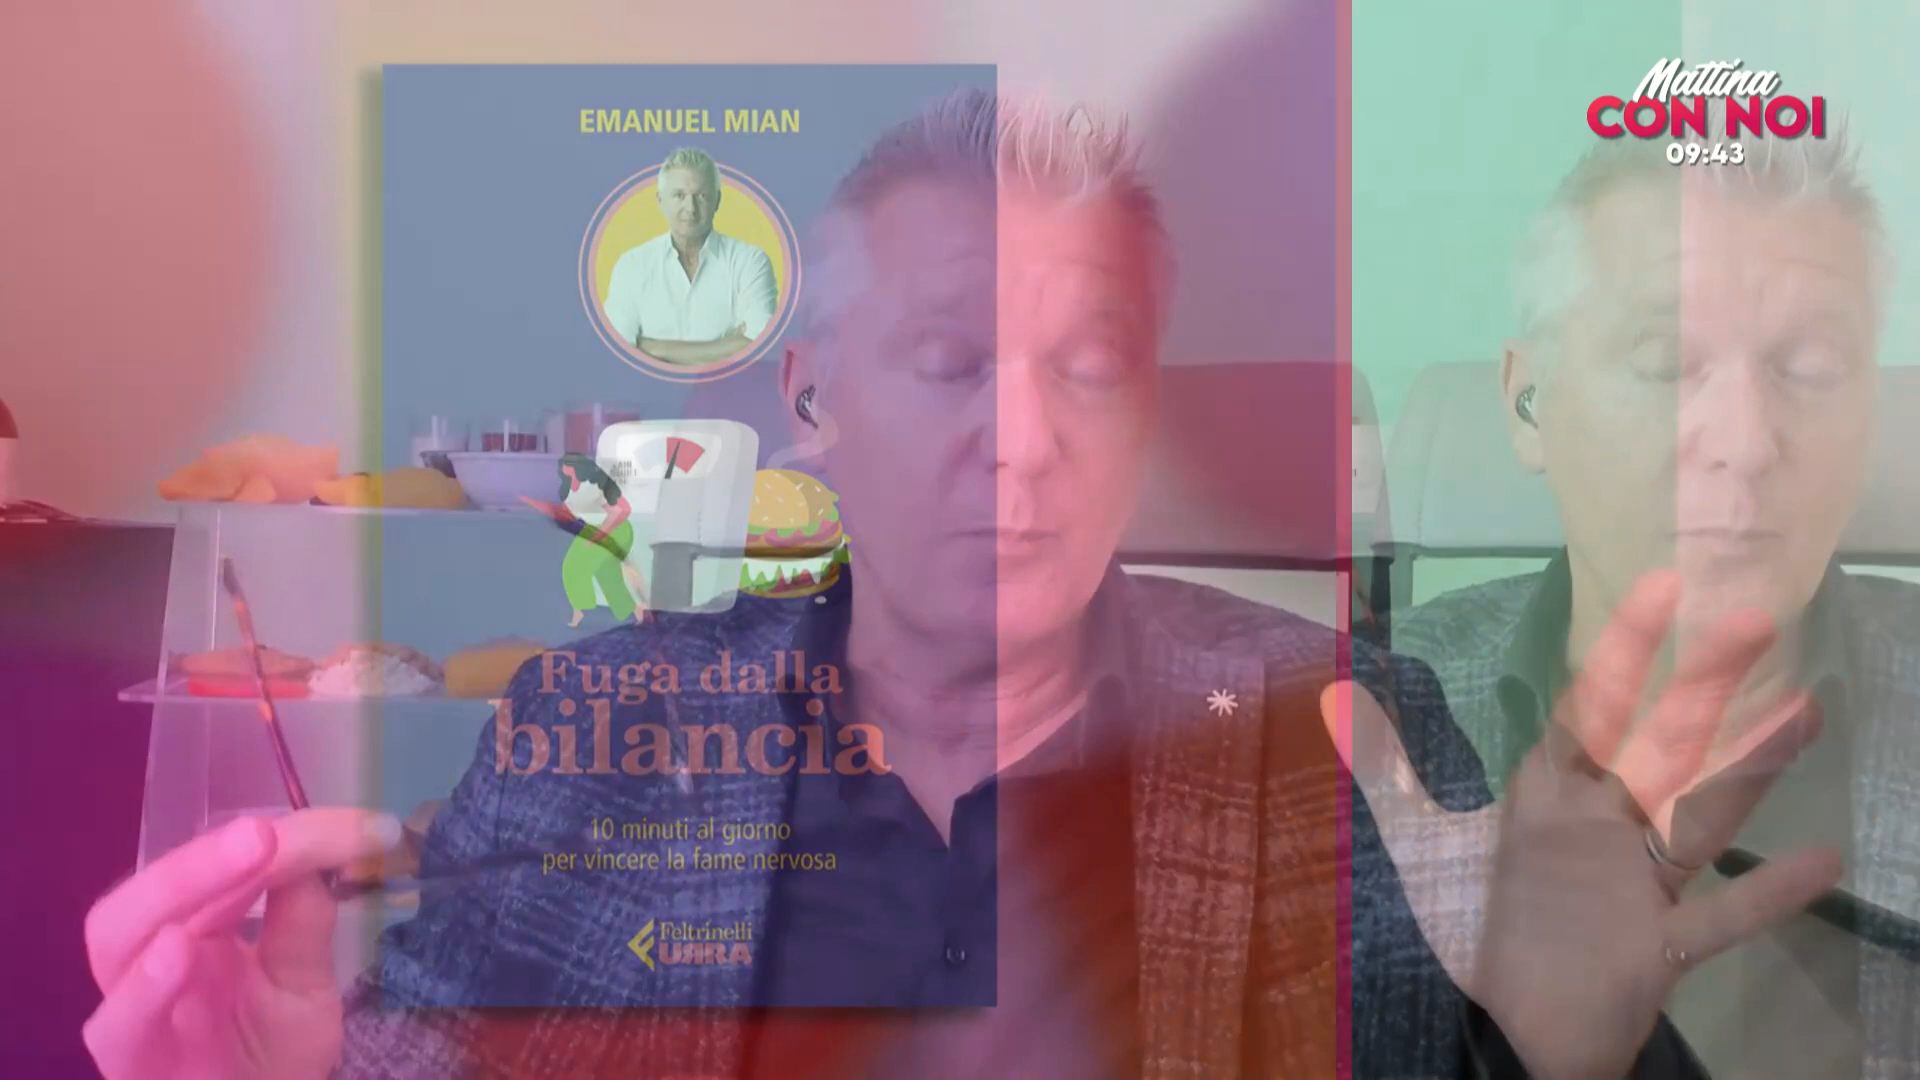 EMANUEL MIAN
Fuga dalla
bilancia
10 minuti al giorno
per vincere la fame nervosa
Feltrinelli
URRA
Mattina
CON NOI
09:43